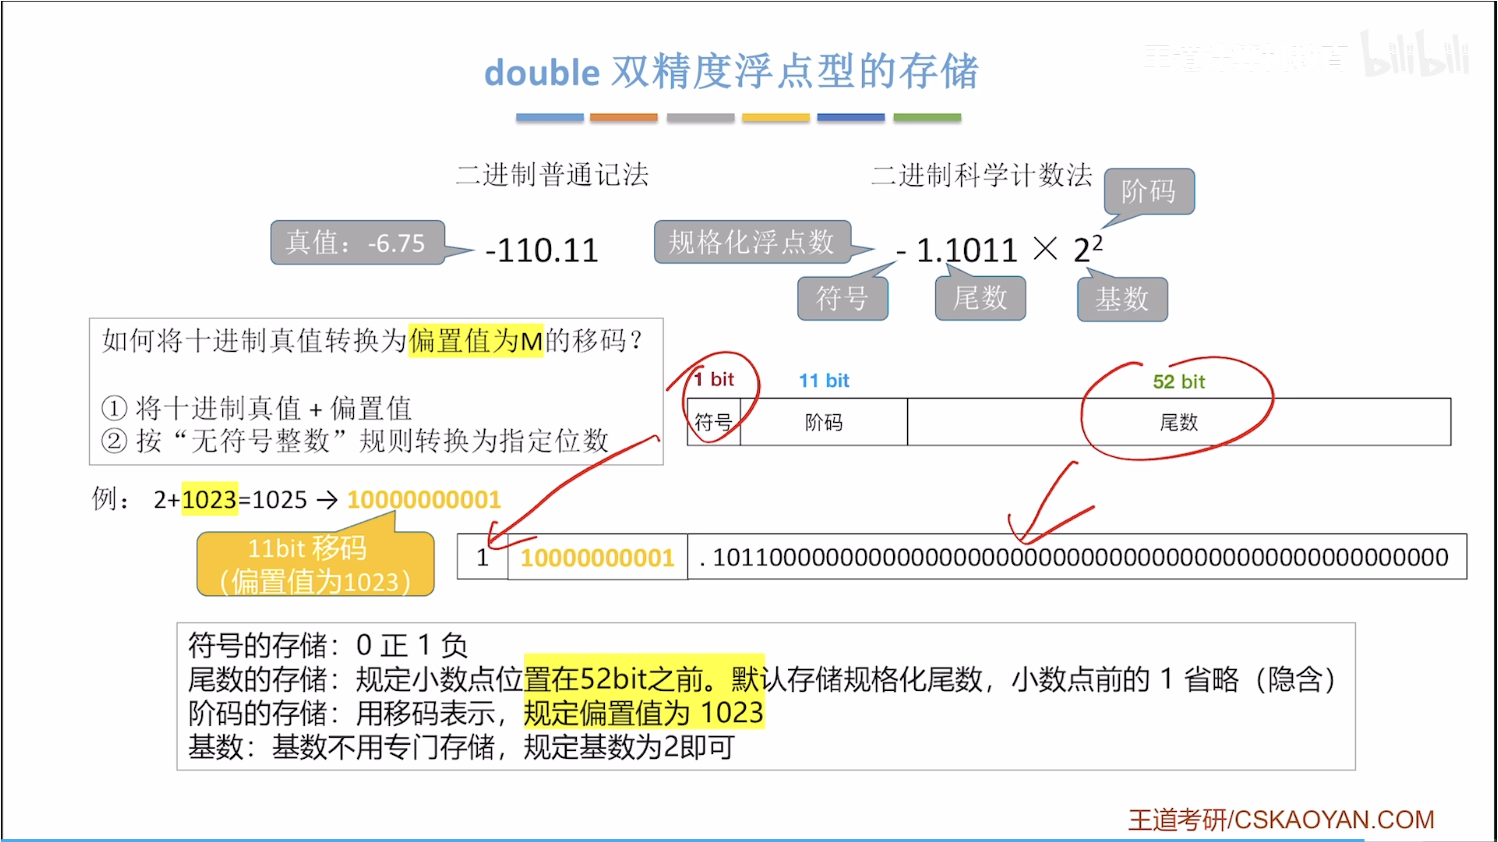 double 双精度浮点型的存储
bilibili
二进制普通记法
二进制科学计数法
阶码
真值：-6.75
-110.11
规格化浮点数
- 1.1011 × 2²
符号
尾数
基数
如何将十进制真值转换为偏置值为M的移码？
① 将十进制真值 + 偏置值
② 按“无符号整数”规则转换为指定位数
1 bit
11 bit
52 bit
符号
阶码
尾数
例： 2+1023=1025 → 10000000001
11bit 移码
（偏置值为1023）
1
10000000001
. 1011000000000000000000000000000000000000000000000000
符号的存储：0 正 1 负
尾数的存储：规定小数点位置在52bit之前。默认存储规格化尾数，小数点前的 1 省略（隐含）
阶码的存储：用移码表示，规定偏置值为 1023
基数：基数不用专门存储，规定基数为2即可
王道考研/CSKAOYAN.COM